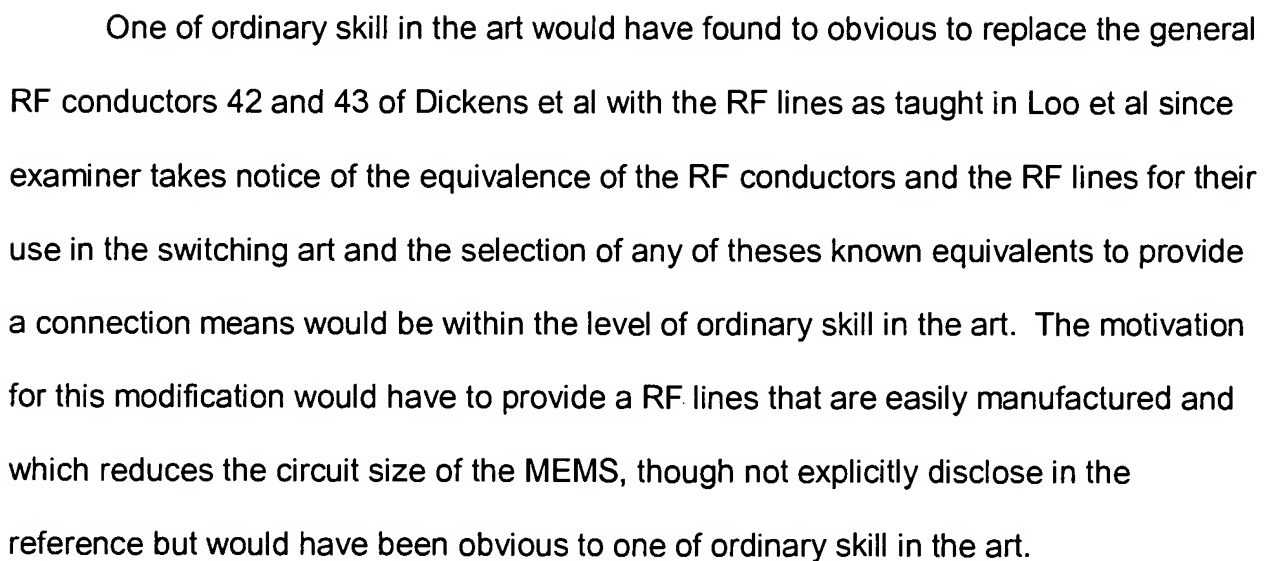 One of ordinary skill in the art would have found to obvious to replace the general
RF conductors 42 and 43 of Dickens et al with the RF lines as taught in Loo et al since
examiner takes notice of the equivalence of the RF conductors and the RF lines for their
use in the switching art and the selection of any of theses known equivalents to provide
a connection means would be within the level of ordinary skill in the art.  The motivation
for this modification would have to provide a RF lines that are easily manufactured and
which reduces the circuit size of the MEMS, though not explicitly disclose in the
reference but would have been obvious to one of ordinary skill in the art.